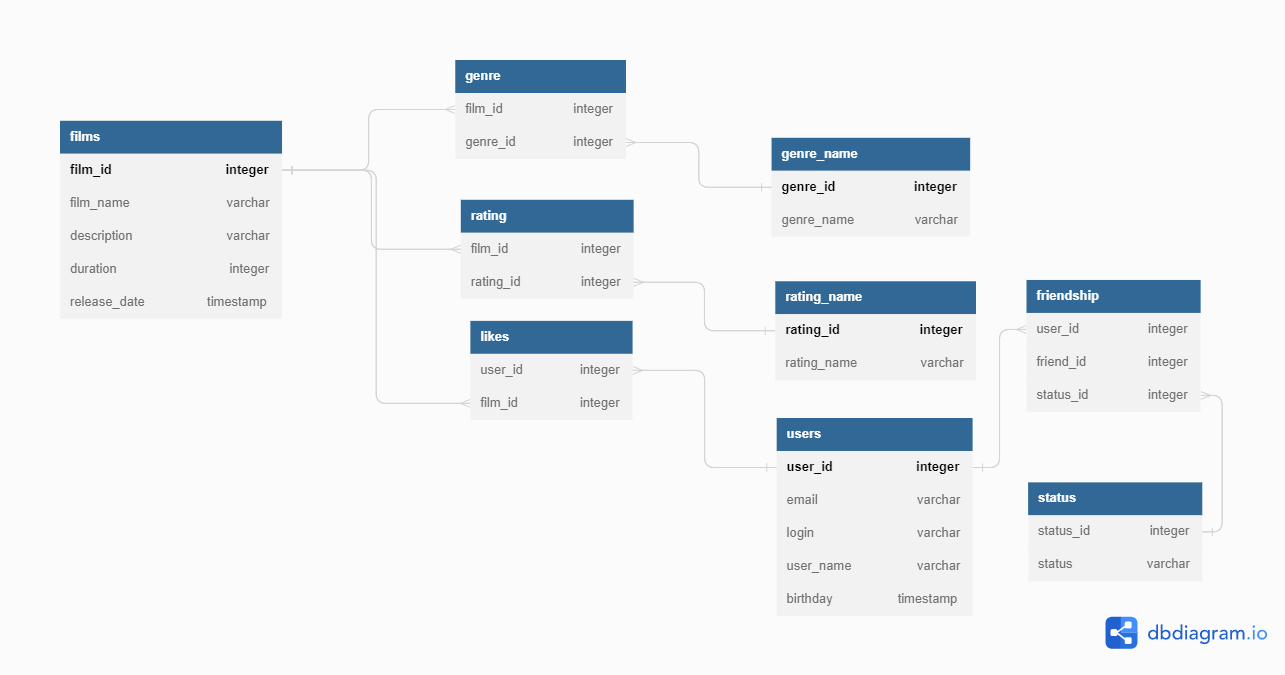 films
film_id integer
film_name varchar
description varchar
duration integer
release_date timestamp
genre
film_id integer
genre_id integer
rating
film_id integer
rating_id integer
likes
user_id integer
film_id integer
genre_name
genre_id integer
genre_name varchar
rating_name
rating_id integer
rating_name varchar
users
user_id integer
email varchar
login varchar
user_name varchar
birthday timestamp
friendship
user_id integer
friend_id integer
status_id integer
status
status_id integer
status varchar
dbdiagram.io